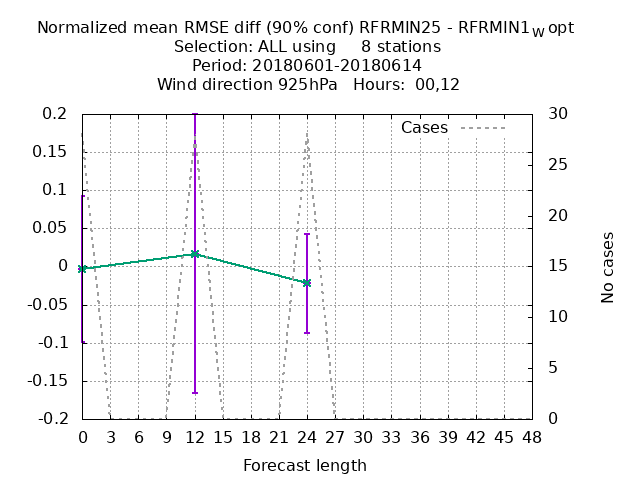 Normalized mean RMSE diff (90% conf) RFRMIN25 - RFRMIN1wopt
Selection: ALL using     8 stations
Period: 20180601-20180614
Wind direction 925hPa   Hours:  00,12
Cases
0.2
0.15
0.1
0.05
0
-0.05
-0.1
-0.15
-0.2
30
25
20
15
10
5
0
No cases
0 3 6 9 12 15 18 21 24 27 30 33 36 39 42 45 48
Forecast length